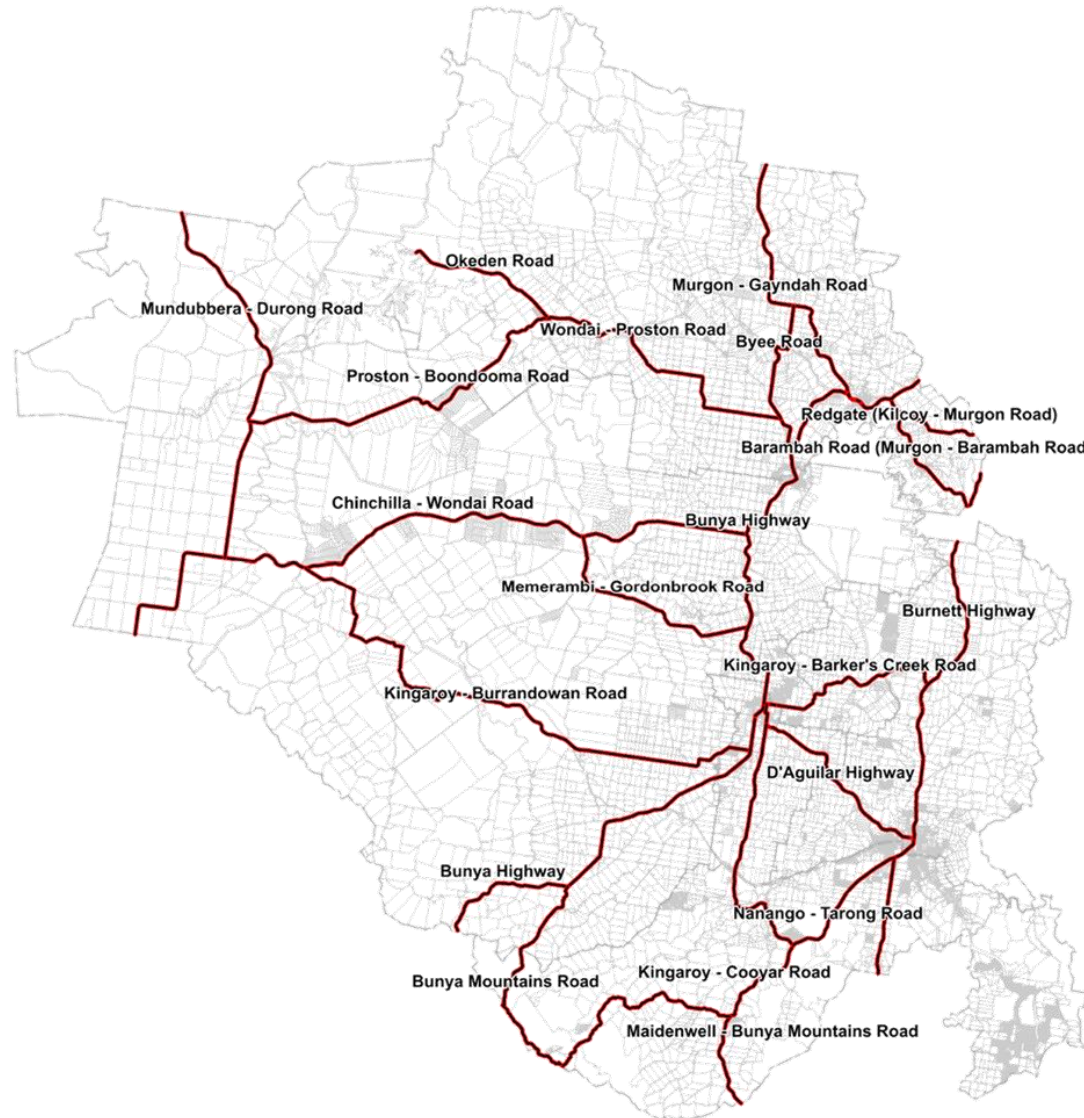 Okeden Road
Murgon - Gayndah Road
Mundubbera - Durong Road
Wondai - Proston Road
Byee Road
Proston - Boondooma Road
Redgate (Kilcoy - Murgon Road)
Barambah Road (Murgon - Barambah Road
Chinchilla - Wondai Road
Bunya Highway
Memerambi - Gordonbrook Road
Burnett Highway
Kingaroy - Barker's Creek Road
Kingaroy - Burrandowan Road
D'Aguilar Highway
Bunya Highway
Nanango - Tarong Road
Kingaroy - Cooyar Road
Bunya Mountains Road
Maidenwell - Bunya Mountains Road